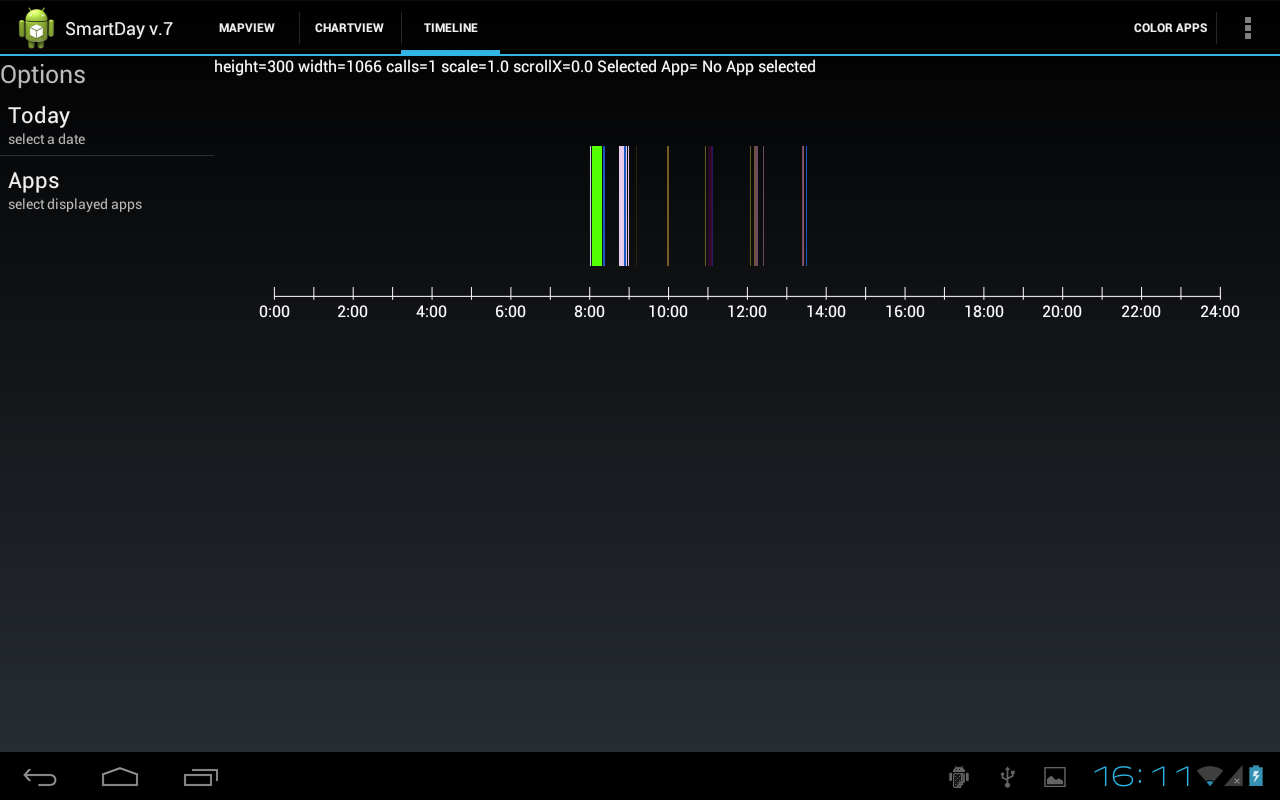 SmartDay v.7 MAPVIEW CHARTVIEW TIMELINE COLOR APPS
Options
height=300 width=1066 calls=1 scale=1.0 scrollX=0.0 Selected App= No App selected
Today
select a date
Apps
select displayed apps
0:00 2:00 4:00 6:00 8:00 10:00 12:00 14:00 16:00 18:00 20:00 22:00 24:00
16:11